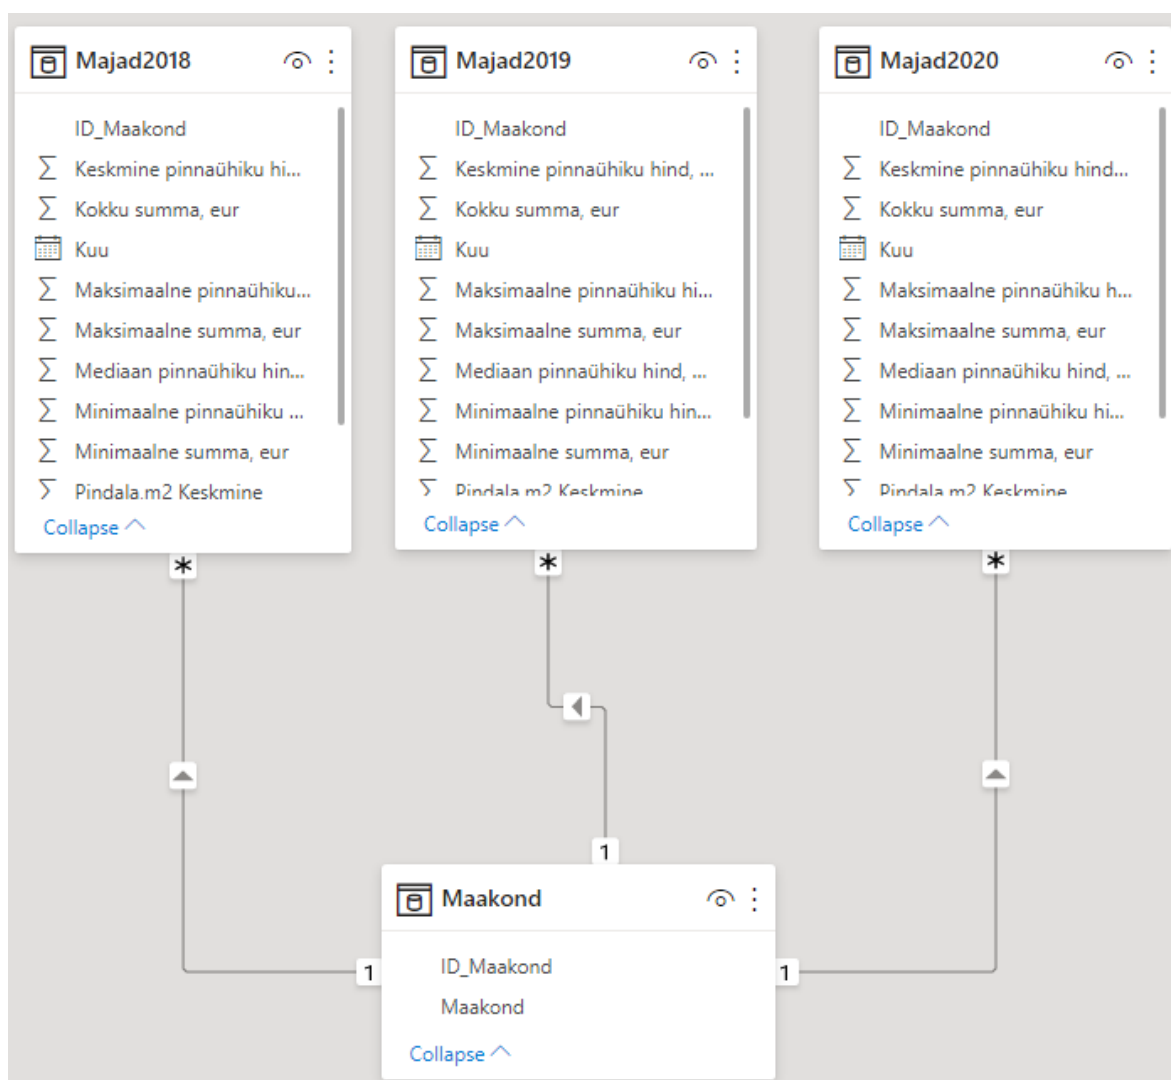 Majad2018
ID_Maakond
Keskmine pinnaühiku hi...
Kokku summa, eur
Kuu
Maksimaalne pinnaühiku...
Maksimaalne summa, eur
Mediaan pinnaühiku hin...
Minimaalne pinnaühiku ...
Minimaalne summa, eur
Pindala.m2 Keskmine
Collapse
Majad2019
ID_Maakond
Keskmine pinnaühiku hind, ...
Kokku summa, eur
Kuu
Maksimaalne pinnaühiku hi...
Maksimaalne summa, eur
Mediaan pinnaühiku hind, ...
Minimaalne pinnaühiku hin...
Minimaalne summa, eur
Pindala.m2 Keskmine
Collapse
Majad2020
ID_Maakond
Keskmine pinnaühiku hind...
Kokku summa, eur
Kuu
Maksimaalne pinnaühiku h...
Maksimaalne summa, eur
Mediaan pinnaühiku hind, ...
Minimaalne pinnaühiku hi...
Minimaalne summa, eur
Pindala.m2 Keskmine
Collapse
*
*
*
1
1
1
Maakond
ID_Maakond
Maakond
Collapse